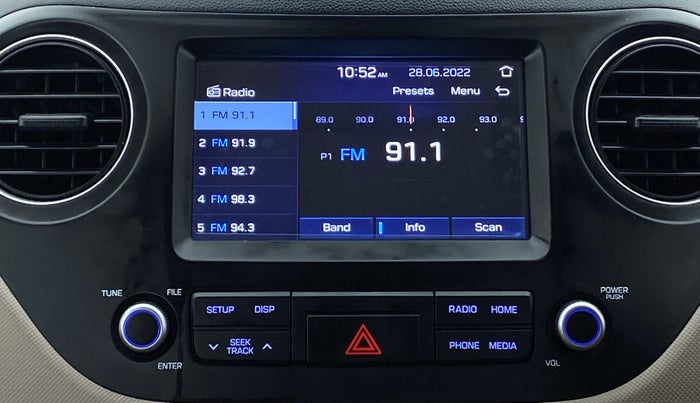 10:52 AM 28.06.2022
Radio
Presets Menu
1 FM 91.1
2 FM 91.9
3 FM 92.7
4 FM 98.3
5 FM 94.3
89.0 90.0 91.0 92.0 93.0
P1 FM 91.1
Band Info Scan
TUNE FILE
ENTER
SETUP DISP
SEEK
TRACK
RADIO HOME
PHONE MEDIA
POWER
PUSH
VOL